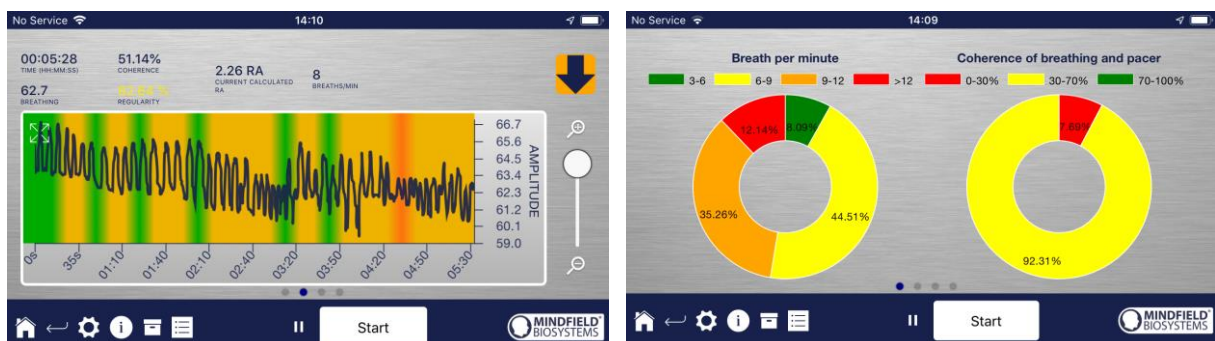 No Service
14:10
00:05:28
TIME (HH:MM:SS)
51.14%
COHERENCE
2.26 RA
CURRENT CALCULATED
RA
8
BREATHS/MIN
62.7
BREATHING
REGULARITY
66.7
65.6
64.5
63.4
62.3
61.2
60.1
59.0
AMPLITUDE
0s
35s
01:10
01:40
02:10
02:40
03:20
03:50
04:20
04:50
05:30
Start
MINDFIELD
BIOSYSTEMS
No Service
14:09
Breath per minute
3-6 6-9 9-12 >12
12.14%
8.09%
35.26%
44.51%
Coherence of breathing and pacer
0-30% 30-70% 70-100%
7.69%
92.31%
Start
MINDFIELD
BIOSYSTEMS